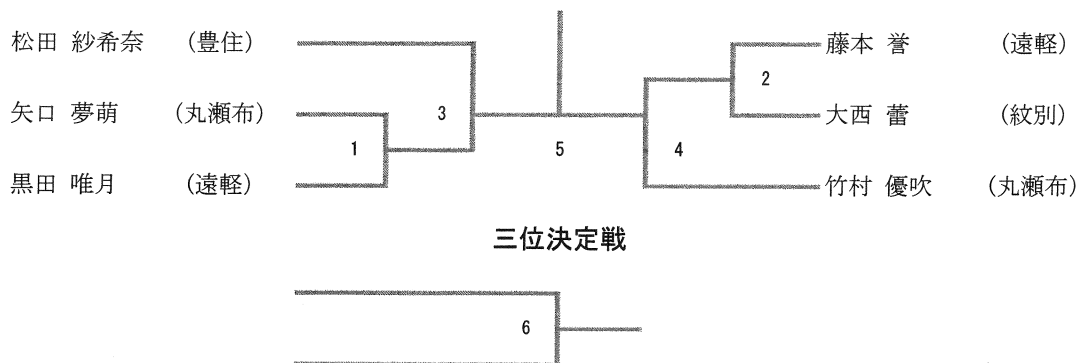 松田 紗希奈 (豊住)
矢口 夢萌 (丸瀬布)
黒田 唯月 (遠軽)
1
3
5
藤本 誉 (遠軽)
大西 蕾 (紋別)
竹村 優吹 (丸瀬布)
2
4
三位決定戦
6